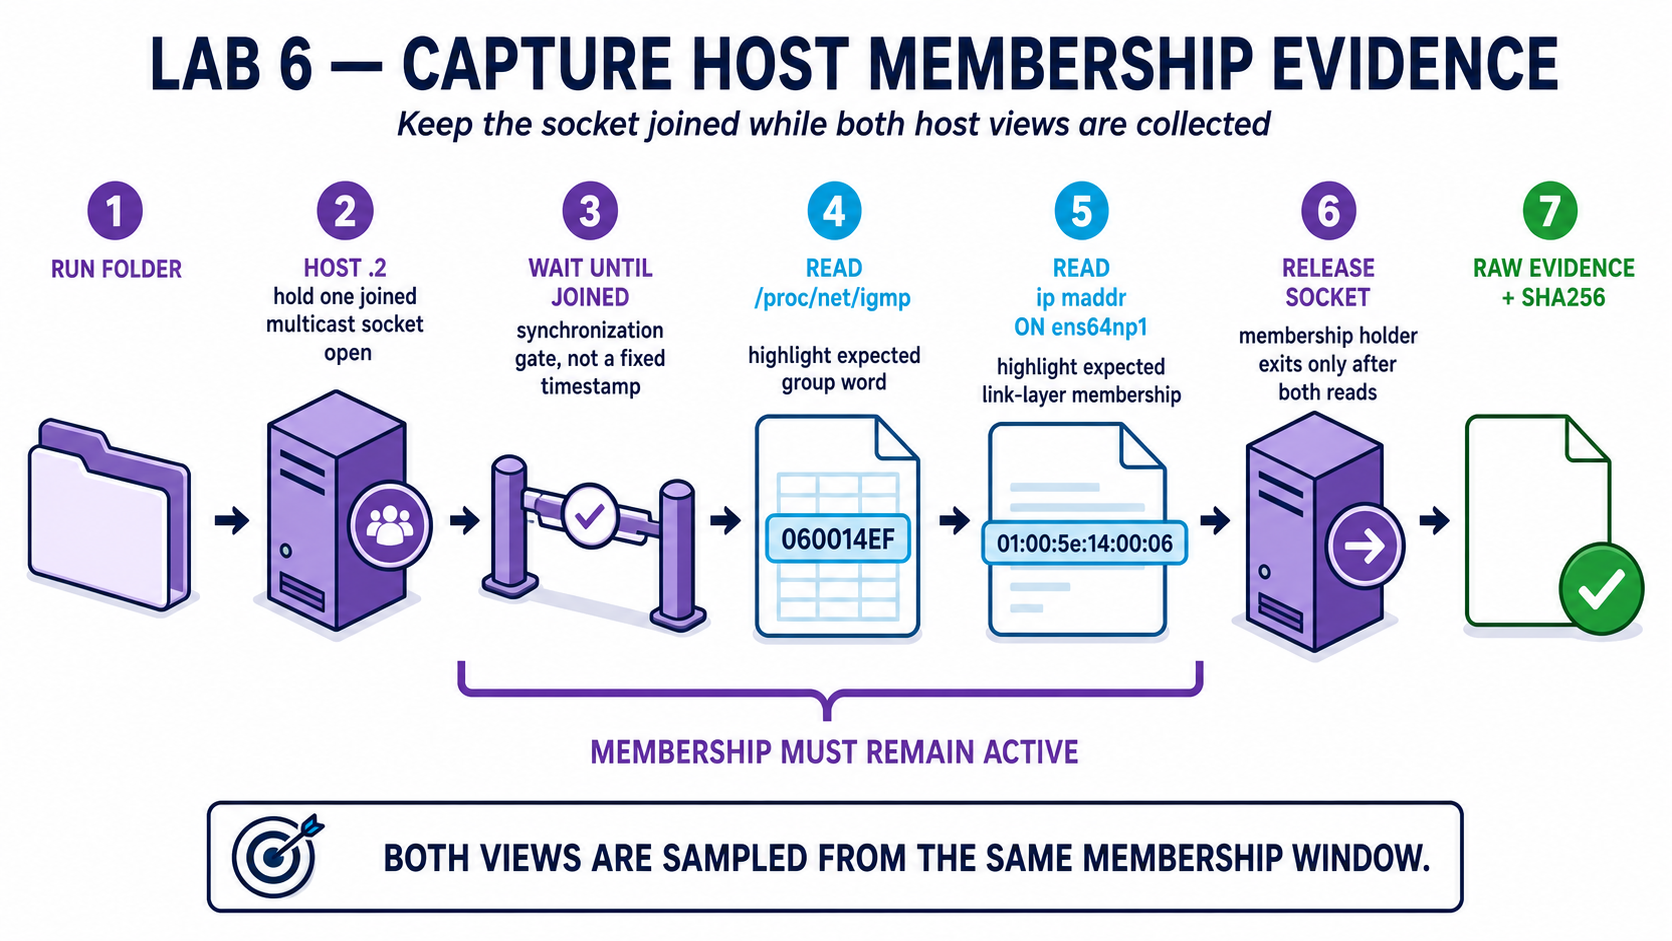 LAB 6 — CAPTURE HOST MEMBERSHIP EVIDENCE
Keep the socket joined while both host views are collected
1
RUN FOLDER
2
HOST .2
hold one joined
multicast socket
open
3
WAIT UNTIL
JOINED
synchronization
gate, not a fixed
timestamp
4
READ
/proc/net/igmp
highlight expected
group word
060014EF
5
READ
ip maddr
ON ens64np1
highlight expected
link-layer membership
01:00:5e:14:00:06
6
RELEASE
SOCKET
membership holder
exits only after
both reads
7
RAW EVIDENCE
+ SHA256
MEMBERSHIP MUST REMAIN ACTIVE
BOTH VIEWS ARE SAMPLED FROM THE SAME MEMBERSHIP WINDOW.